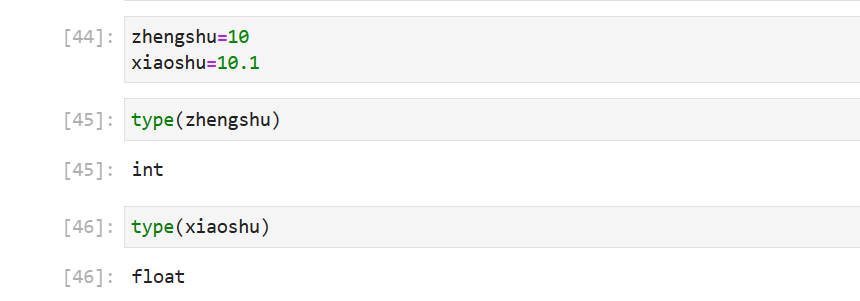 [44]: zhengshu=10
xiaoshu=10.1
[45]: type(zhengshu)
[45]: int
[46]: type(xiaoshu)
[46]: float